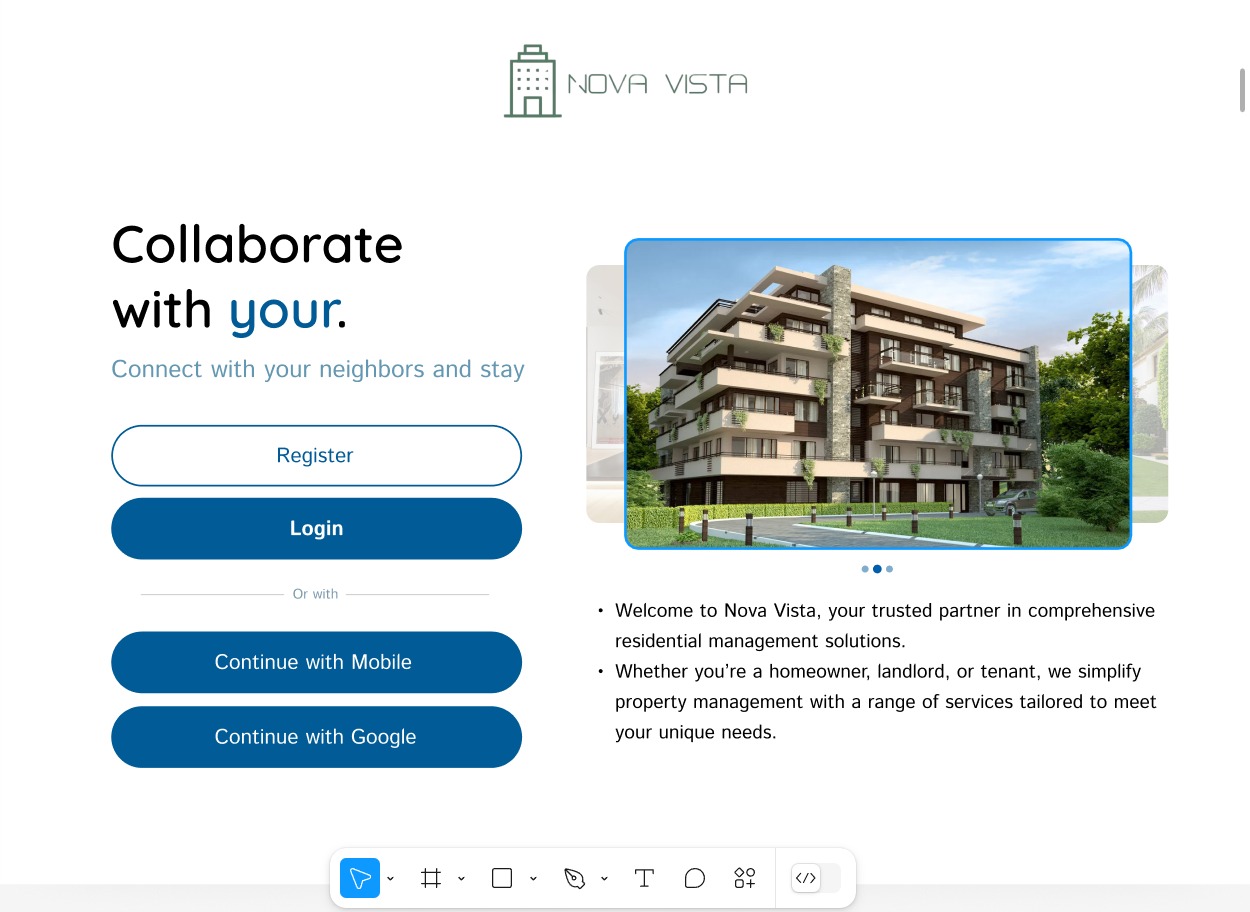 NOVA VISTA
Collaborate
with your.
Connect with your neighbors and stay
Register
Login
Or with
Continue with Mobile
Continue with Google
• Welcome to Nova Vista, your trusted partner in comprehensive
residential management solutions.
• Whether you’re a homeowner, landlord, or tenant, we simplify
property management with a range of services tailored to meet
your unique needs.